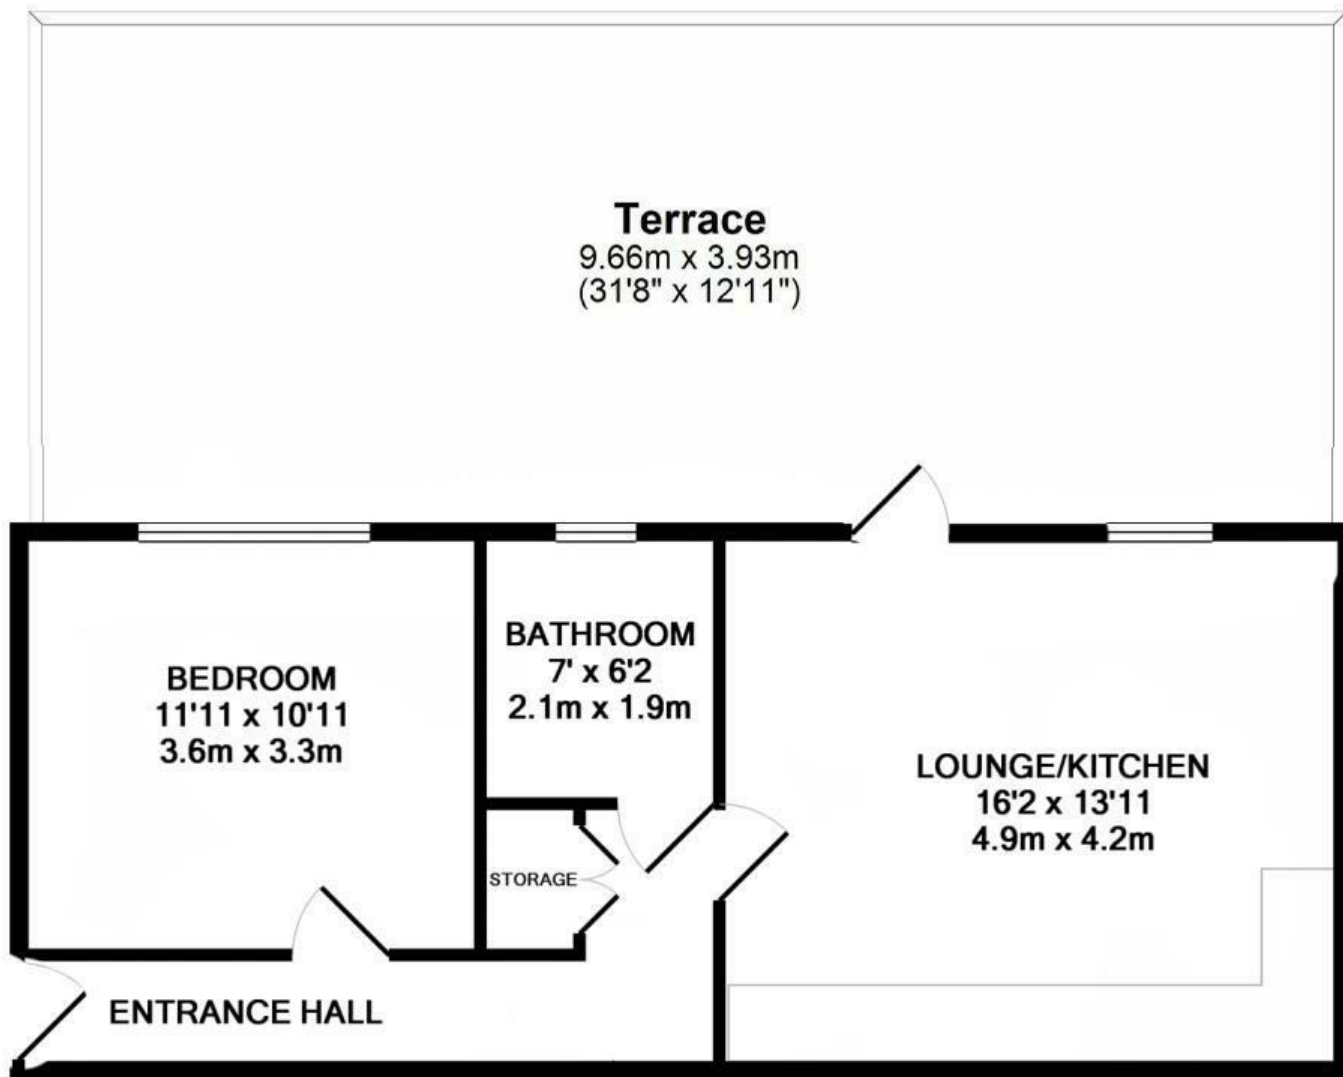 Terrace
9.66m x 3.93m
(31'8" x 12'11")
BEDROOM
11'11 x 10'11
3.6m x 3.3m
BATHROOM
7' x 6'2
2.1m x 1.9m
LOUNGE/KITCHEN
16'2 x 13'11
4.9m x 4.2m
STORAGE
ENTRANCE HALL